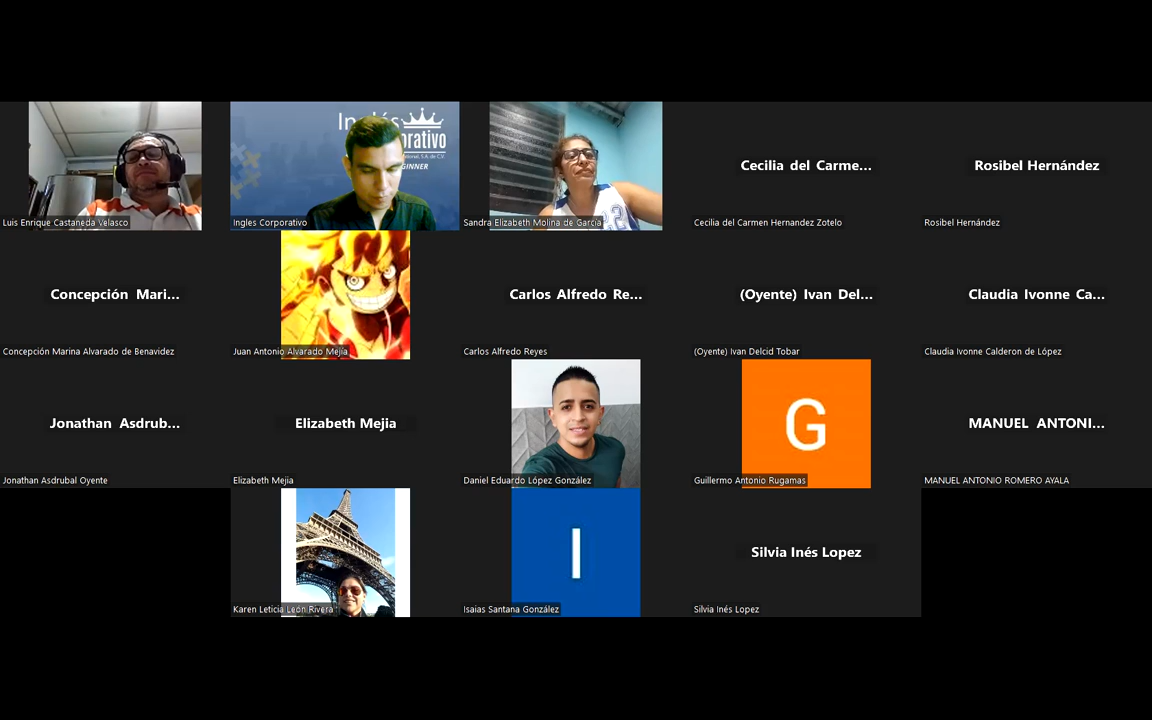 Inglés
GINNER
Luis Enrique Castaneda Velasco
Ingles Corporativo
Sandra Elizabeth Molina de Garcia
Cecilia del Carme...
Cecilia del Carmen Hernandez Zotelo
Rosibel Hernández
Rosibel Hernández
Concepción Mari...
Concepción Marina Alvarado de Benavidez
Juan Antonio Alvarado Mejía
Carlos Alfredo Re...
Carlos Alfredo Reyes
(Oyente) Ivan Del...
(Oyente) Ivan Delcid Tobar
Claudia Ivonne Ca...
Claudia Ivonne Calderon de López
Jonathan Asdrub...
Jonathan Asdrubal Oyente
Elizabeth Mejia
Elizabeth Mejia
Daniel Eduardo López González
G
Guillermo Antonio Rugamas
MANUEL ANTONI...
MANUEL ANTONIO ROMERO AYALA
Karen Leticia León Rivera
I
Isaias Santana González
Silvia Inés Lopez
Silvia Inés Lopez